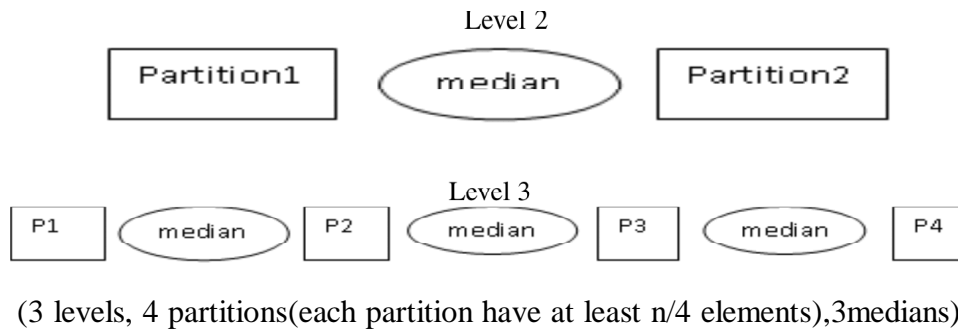 Level 2
Partition1 median Partition2
Level 3
P1 median P2 median P3 median P4
(3 levels, 4 partitions(each partition have at least n/4 elements),3medians)